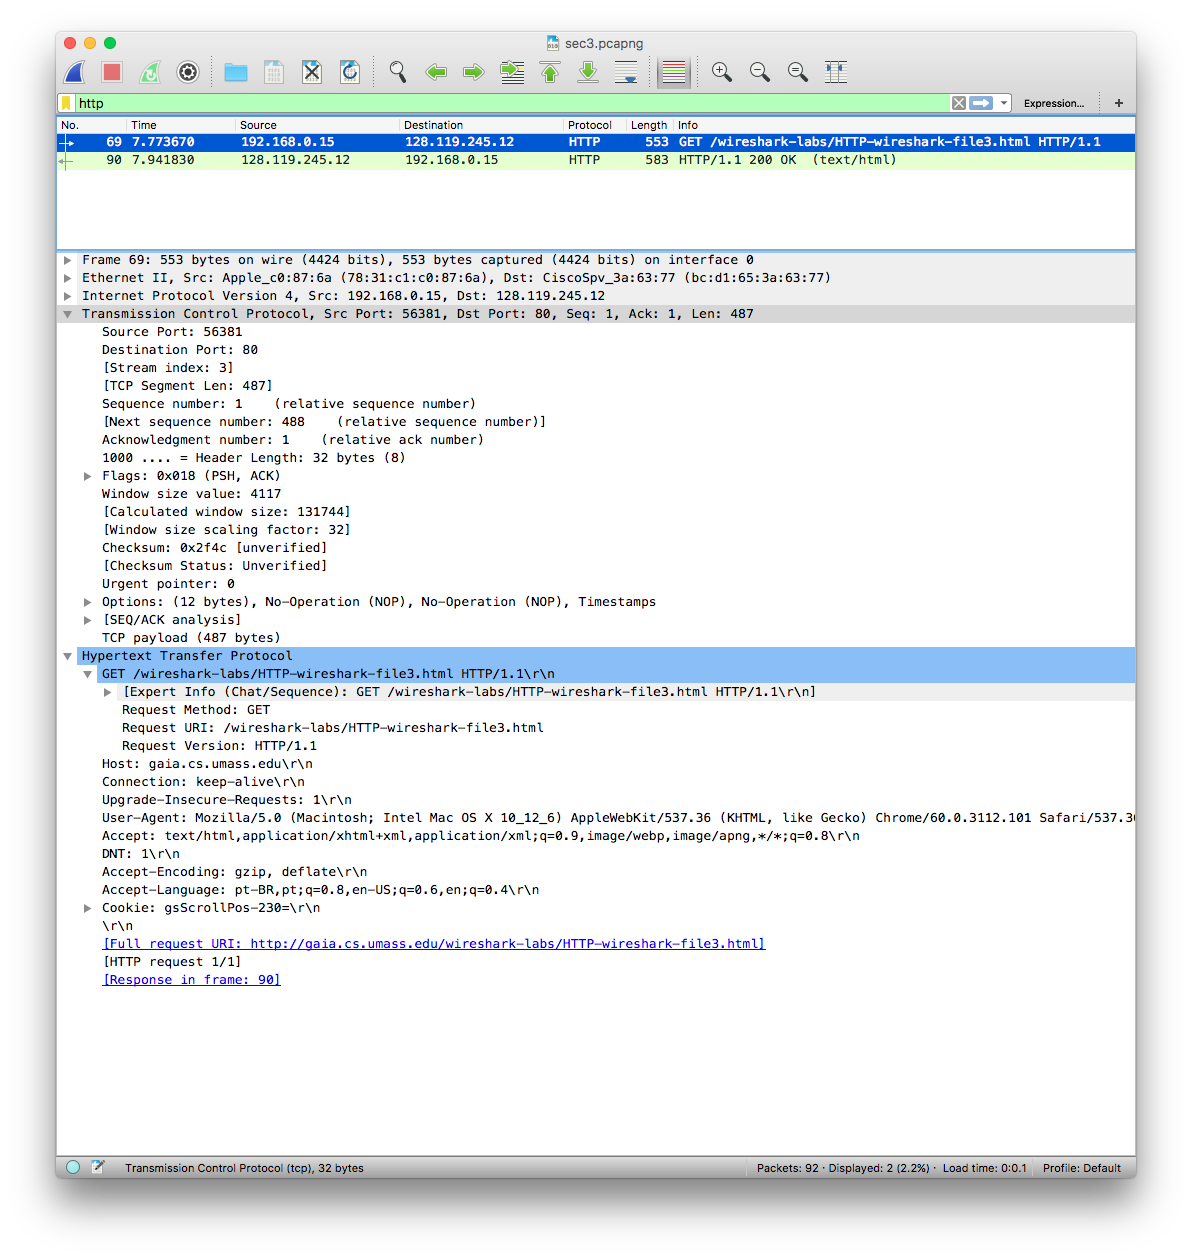 sec3.pcapng
http
Expression... +
No. Time Source Destination Protocol Length Info
69 7.773670 192.168.0.15 128.119.245.12 HTTP 553 GET /wireshark-labs/HTTP-wireshark-file3.html HTTP/1.1
90 7.941830 128.119.245.12 192.168.0.15 HTTP 583 HTTP/1.1 200 OK  (text/html)
Frame 69: 553 bytes on wire (4424 bits), 553 bytes captured (4424 bits) on interface 0
Ethernet II, Src: Apple_c0:87:6a (78:31:c1:c0:87:6a), Dst: CiscoSpv_3a:63:77 (bc:d1:65:3a:63:77)
Internet Protocol Version 4, Src: 192.168.0.15, Dst: 128.119.245.12
Transmission Control Protocol, Src Port: 56381, Dst Port: 80, Seq: 1, Ack: 1, Len: 487
Source Port: 56381
Destination Port: 80
[Stream index: 3]
[TCP Segment Len: 487]
Sequence number: 1    (relative sequence number)
[Next sequence number: 488    (relative sequence number)]
Acknowledgment number: 1    (relative ack number)
1000 .... = Header Length: 32 bytes (8)
Flags: 0x018 (PSH, ACK)
Window size value: 4117
[Calculated window size: 131744]
[Window size scaling factor: 32]
Checksum: 0x2f4c [unverified]
[Checksum Status: Unverified]
Urgent pointer: 0
Options: (12 bytes), No-Operation (NOP), No-Operation (NOP), Timestamps
[SEQ/ACK analysis]
TCP payload (487 bytes)
Hypertext Transfer Protocol
GET /wireshark-labs/HTTP-wireshark-file3.html HTTP/1.1\r\n
[Expert Info (Chat/Sequence): GET /wireshark-labs/HTTP-wireshark-file3.html HTTP/1.1\r\n]
Request Method: GET
Request URI: /wireshark-labs/HTTP-wireshark-file3.html
Request Version: HTTP/1.1
Host: gaia.cs.umass.edu\r\n
Connection: keep-alive\r\n
Upgrade-Insecure-Requests: 1\r\n
User-Agent: Mozilla/5.0 (Macintosh; Intel Mac OS X 10_12_6) AppleWebKit/537.36 (KHTML, like Gecko) Chrome/60.0.3112.101 Safari/537.36
Accept: text/html,application/xhtml+xml,application/xml;q=0.9,image/webp,image/apng,*/*;q=0.8\r\n
DNT: 1\r\n
Accept-Encoding: gzip, deflate\r\n
Accept-Language: pt-BR,pt;q=0.8,en-US;q=0.6,en;q=0.4\r\n
Cookie: gsScrollPos-230=\r\n
\r\n
[Full request URI: http://gaia.cs.umass.edu/wireshark-labs/HTTP-wireshark-file3.html]
[HTTP request 1/1]
[Response in frame: 90]
Transmission Control Protocol (tcp), 32 bytes Packets: 92 · Displayed: 2 (2.2%) · Load time: 0:0.1 Profile: Default